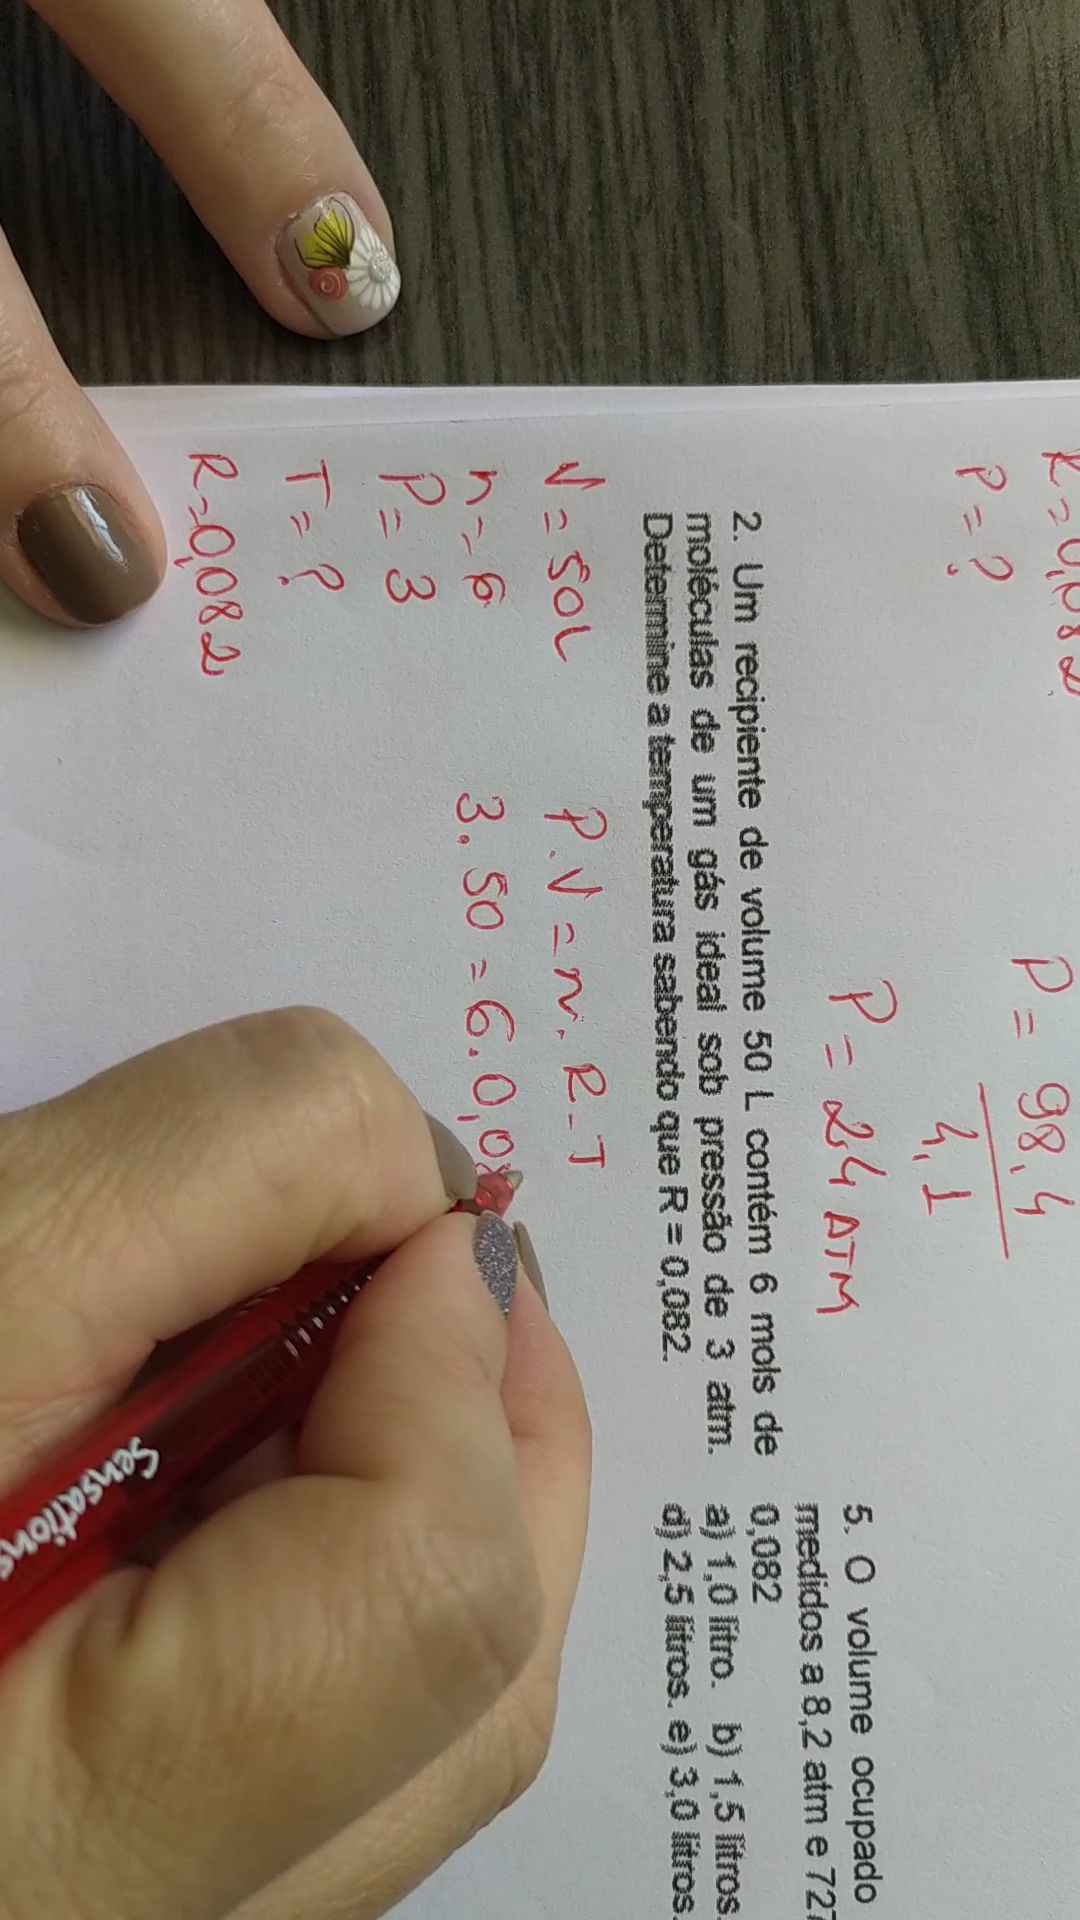 R=0,082
P=?
P = 98,4
4,1
P = 24 ATM
2. Um recipiente de volume 50 L contém 6 mols de
moléculas de um gás ideal sob pressão de 3 atm.
Determine a temperatura sabendo que R = 0,082.
V = 50L
n = 6
P = 3
T = ?
R=0,082
P.V = n.R.T
3.50 = 6.0,08
5. O volume ocupado
medidos a 8,2 atm e 727
0,082
a) 1,0 litro. b) 1,5 litros.
d) 2,5 litros. e) 3,0 litros.
Sensations